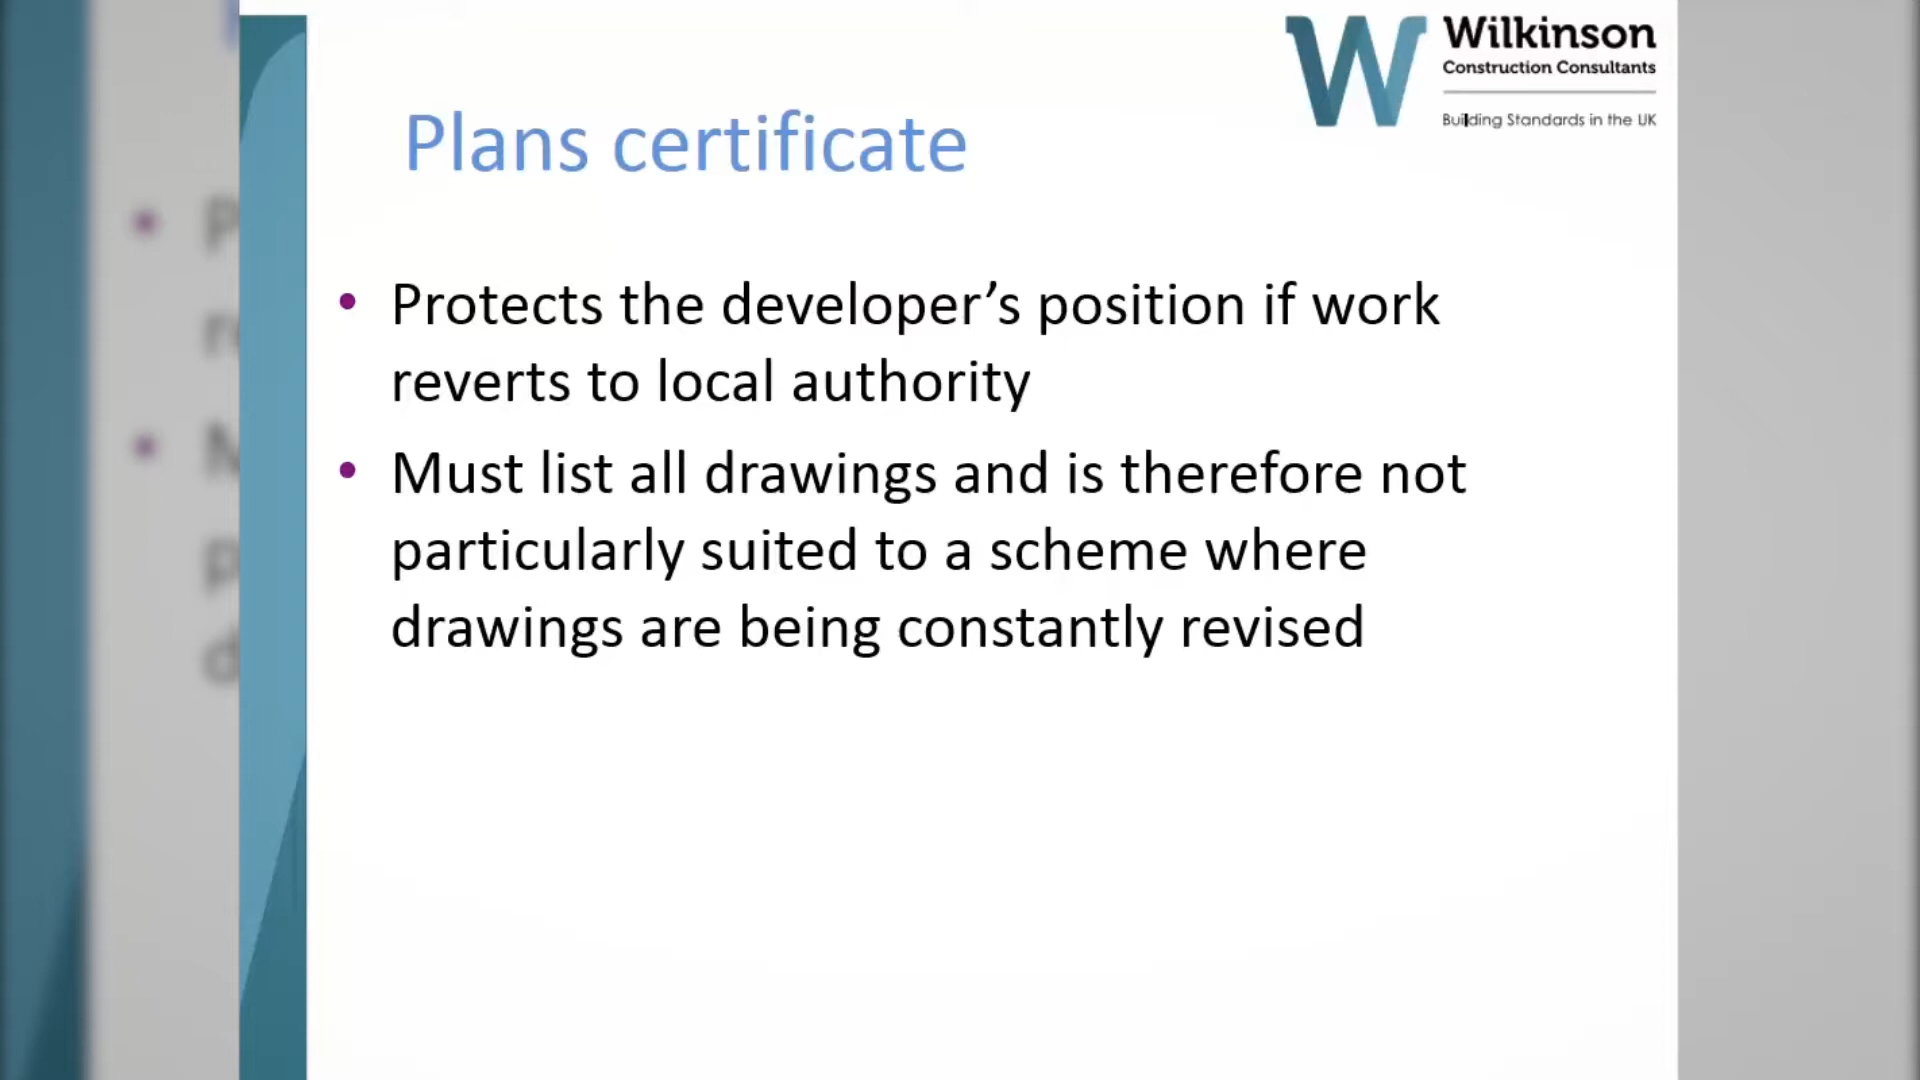 Wilkinson
Construction Consultants
Building Standards in the UK
Plans certificate
• Protects the developer’s position if work
reverts to local authority
• Must list all drawings and is therefore not
particularly suited to a scheme where
drawings are being constantly revised